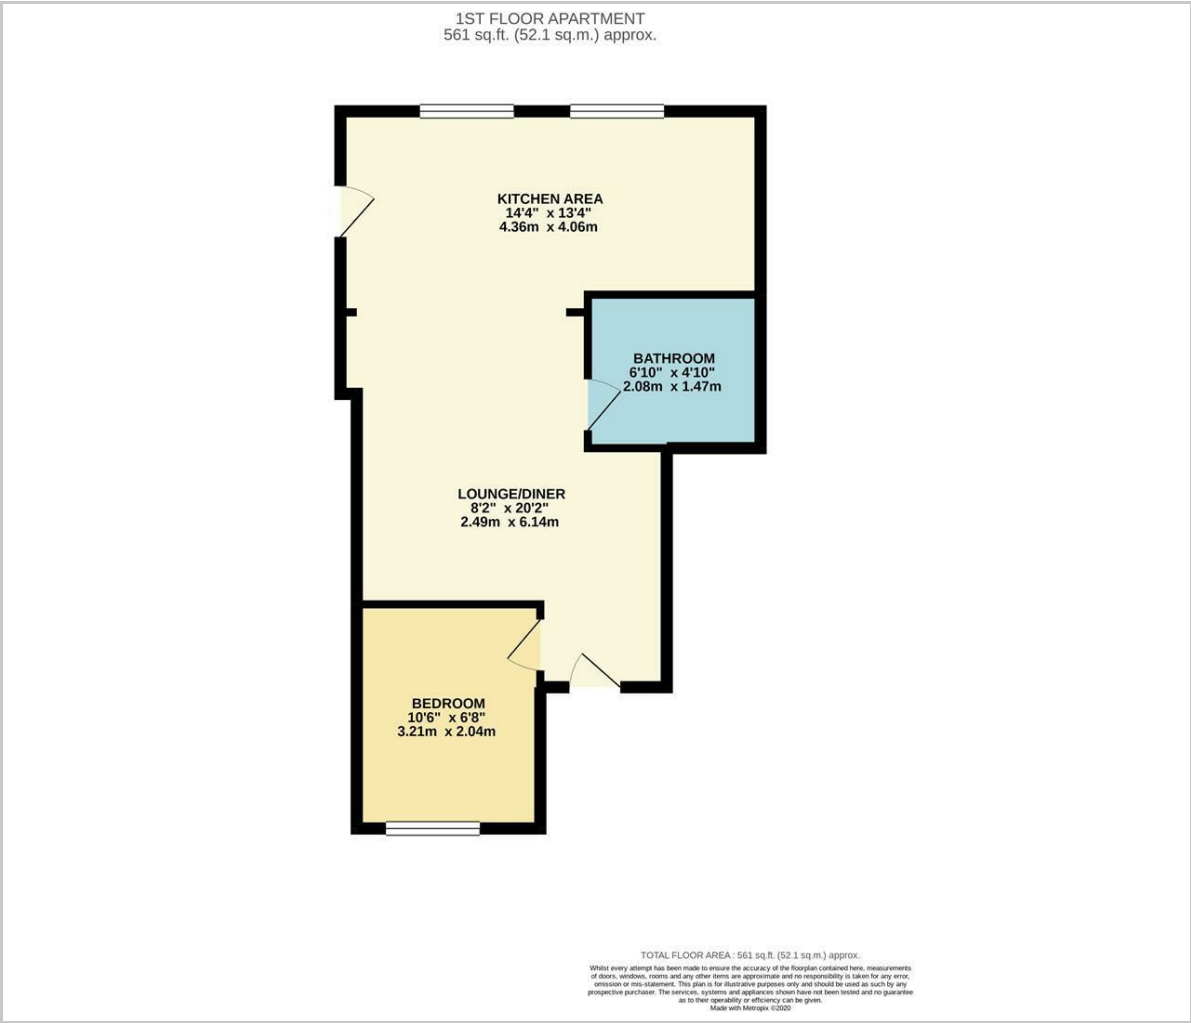 1ST FLOOR APARTMENT
561 sq.ft. (52.1 sq.m.) approx.
KITCHEN AREA
14'4" x 13'4"
4.36m x 4.06m
BATHROOM
6'10" x 4'10"
2.08m x 1.47m
LOUNGE/DINER
8'2" x 20'2"
2.49m x 6.14m
BEDROOM
10'6" x 6'8"
3.21m x 2.04m
TOTAL FLOOR AREA : 561 sq.ft. (52.1 sq.m.) approx.
Whilst every attempt has been made to ensure the accuracy of the floorplan contained here, measurements
of doors, windows, rooms and any other items are approximate and no responsibility is taken for any error,
omission or mis-statement. This plan is for illustrative purposes only and should be used as such by any
prospective purchaser. The services, systems and appliances shown have not been tested and no guarantee
as to their operability or efficiency can be given.
Made with Metropix ©2020